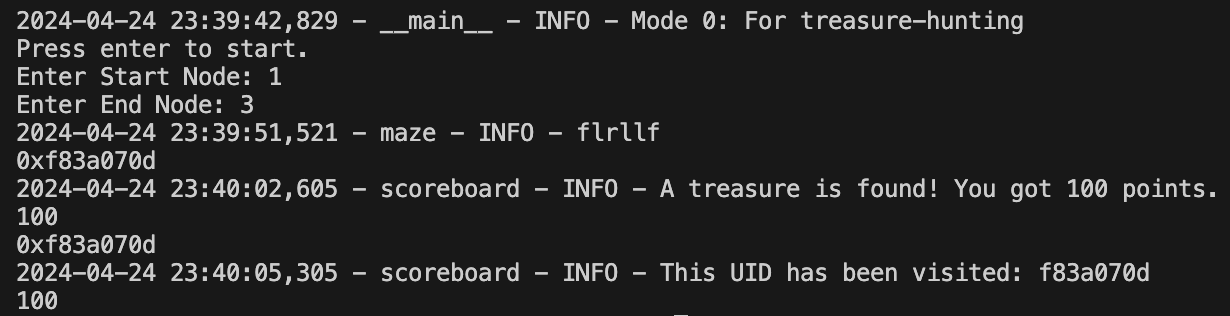 2024-04-24 23:39:42,829 - __main__ - INFO - Mode 0: For treasure-hunting
Press enter to start.
Enter Start Node: 1
Enter End Node: 3
2024-04-24 23:39:51,521 - maze - INFO - flrllf
0xf83a070d
2024-04-24 23:40:02,605 - scoreboard - INFO - A treasure is found! You got 100 points.
100
0xf83a070d
2024-04-24 23:40:05,305 - scoreboard - INFO - This UID has been visited: f83a070d
100